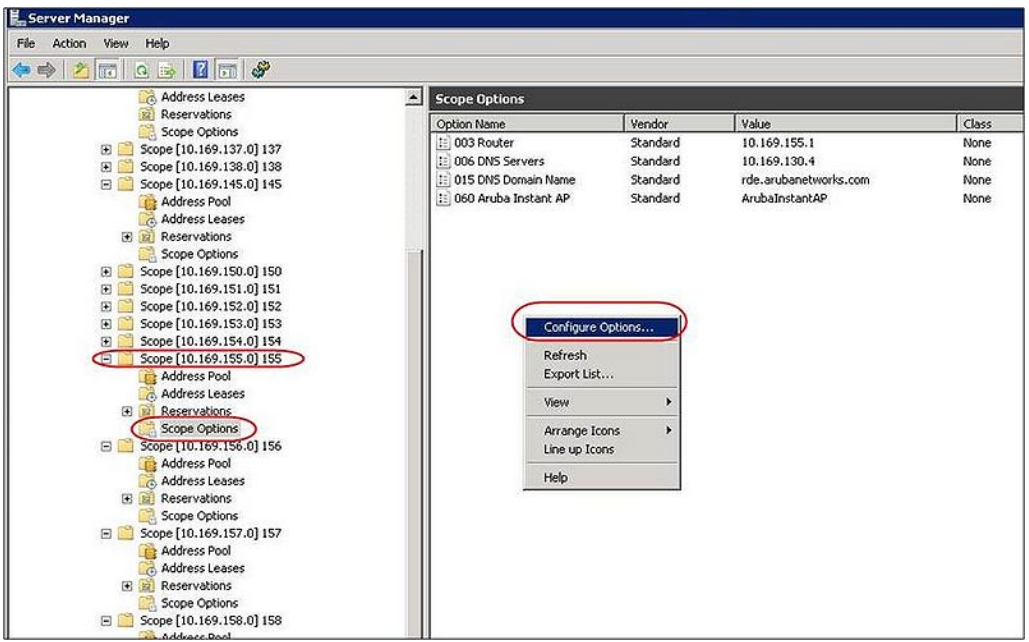 Server Manager
File Action View Help
Address Leases
Reservations
Scope Options
Scope [10.169.137.0] 137
Scope [10.169.138.0] 138
Scope [10.169.145.0] 145
Address Pool
Address Leases
Reservations
Scope Options
Scope [10.169.150.0] 150
Scope [10.169.151.0] 151
Scope [10.169.152.0] 152
Scope [10.169.153.0] 153
Scope [10.169.154.0] 154
Scope [10.169.155.0] 155
Address Pool
Address Leases
Reservations
Scope Options
Scope [10.169.156.0] 156
Address Pool
Address Leases
Reservations
Scope Options
Scope [10.169.157.0] 157
Address Pool
Address Leases
Reservations
Scope Options
Scope [10.169.158.0] 158
Address Pool
Scope Options
Option Name Vendor Value Class
003 Router Standard 10.169.155.1 None
006 DNS Servers Standard 10.169.130.4 None
015 DNS Domain Name Standard rde.arubanetworks.com None
060 Aruba Instant AP Standard ArubaInstantAP None
Configure Options...
Refresh
Export List...
View
Arrange Icons
Line up Icons
Help